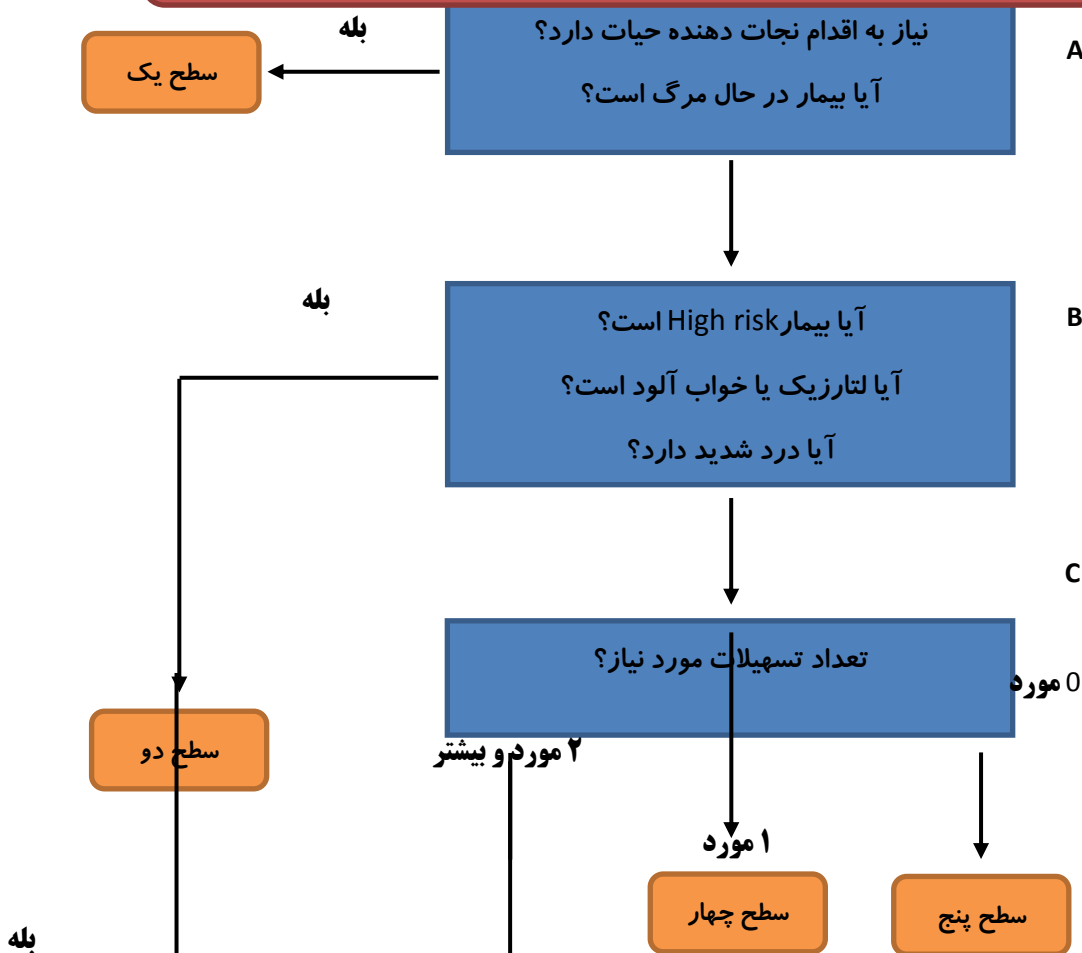 نیاز به اقدام نجات دهنده حیات دارد؟
آیا بیمار در حال مرگ است؟
A
بله
سطح یک
آیا بیمار High risk است؟
آیا لتارزیک یا خواب آلود است؟
آیا درد شدید دارد؟
B
بله
C
تعداد تسهیلات مورد نیاز؟
0 مورد
سطح دو
۲ مورد و بیشتر
۱ مورد
سطح پنج
سطح چهار
بله